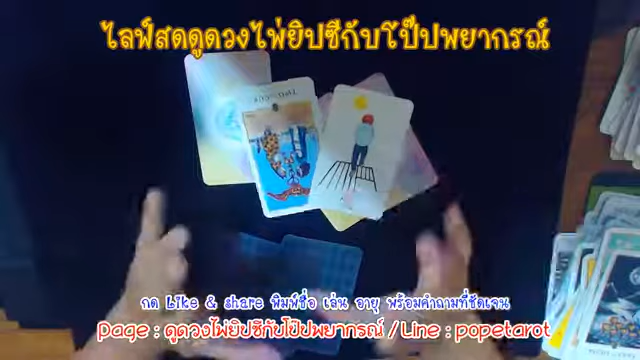 ไลฟ์สดดูดวงไพ่ยิปซีกับโป๊ปพยากรณ์
กด Like & share พิมพ์ชื่อ เล่น อายุ พร้อมคำถามที่ชัดเจน
Page : ดูดวงไพ่ยิปซีกับโป๊ปพยากรณ์ / Line : popetarot